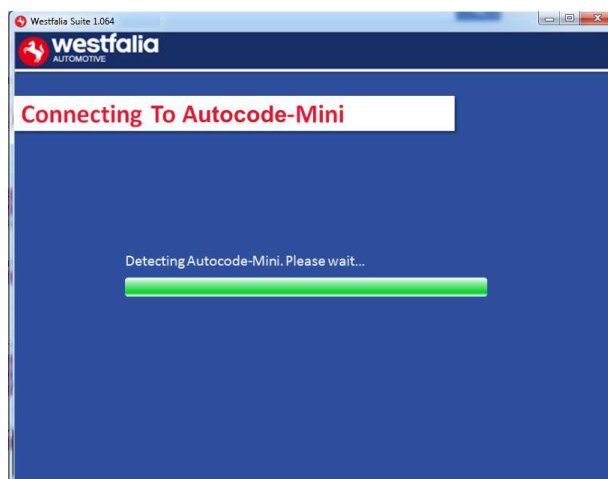 Westfalia Suite 1.064
westfalia
AUTOMOTIVE
Connecting To Autocode-Mini
Detecting Autocode-Mini. Please wait...